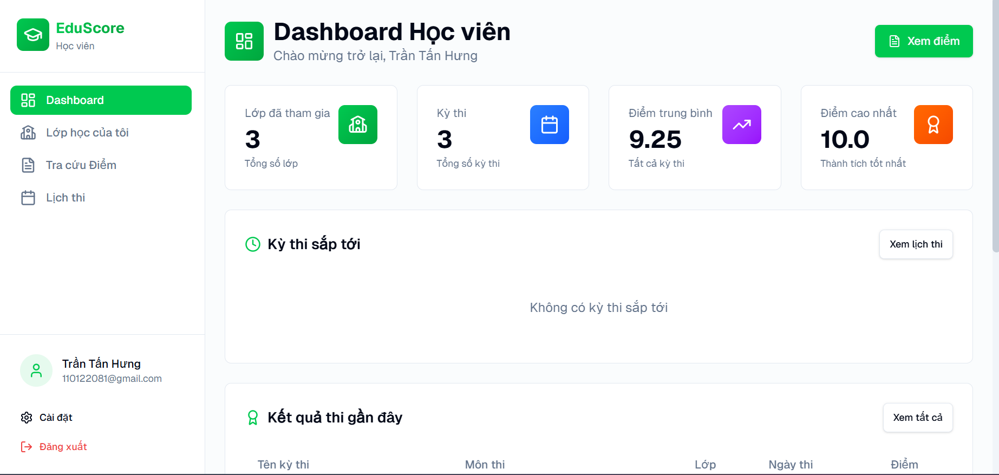 EduScore
Học viên
Dashboard
Lớp học của tôi
Tra cứu Điểm
Lịch thi
Trần Tấn Hưng
110122081@gmail.com
Cài đặt
Đăng xuất
Dashboard Học viên
Chào mừng trở lại, Trần Tấn Hưng
Xem điểm
Lớp đã tham gia
3
Tổng số lớp
Kỳ thi
3
Tổng số kỳ thi
Điểm trung bình
9.25
Tất cả kỳ thi
Điểm cao nhất
10.0
Thành tích tốt nhất
Kỳ thi sắp tới
Xem lịch thi
Không có kỳ thi sắp tới
Kết quả thi gần đây
Xem tất cả
Tên kỳ thi Môn thi Lớp Ngày thi Điểm